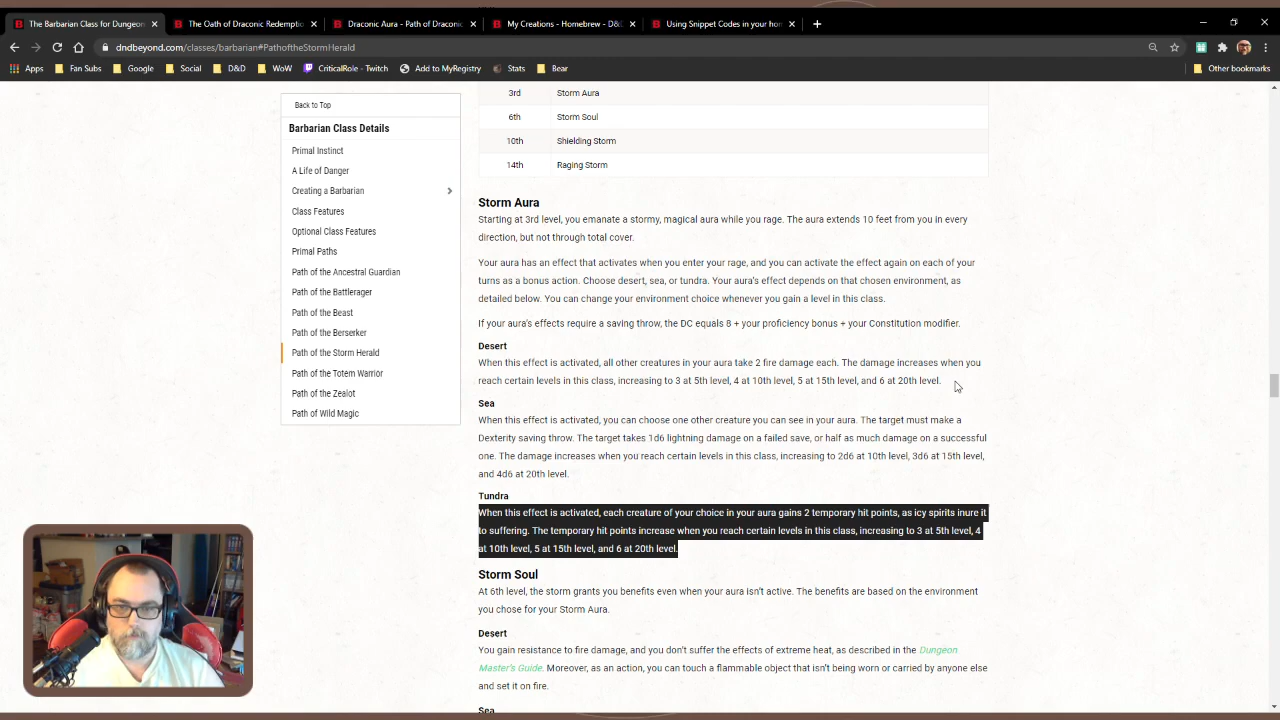 The Barbarian Class for Dungeon
The Oath of Draconic Redemptio
Draconic Aura - Path of Draconic
My Creations - Homebrew - D&D
Using Snippet Codes in your hon
dndbeyond.com/classes/barbarian#PathoftheStormHerald
Apps Fan Subs Google Social D&D WoW CriticalRole - Twitch Add to MyRegistry Stats Bear Other bookmarks
Back to Top
Barbarian Class Details
Primal Instinct
A Life of Danger
Creating a Barbarian
Class Features
Optional Class Features
Primal Paths
Path of the Ancestral Guardian
Path of the Battlerager
Path of the Beast
Path of the Berserker
Path of the Storm Herald
Path of the Totem Warrior
Path of the Zealot
Path of Wild Magic
3rd Storm Aura
6th Storm Soul
10th Shielding Storm
14th Raging Storm
Storm Aura
Starting at 3rd level, you emanate a stormy, magical aura while you rage. The aura extends 10 feet from you in every
direction, but not through total cover.
Your aura has an effect that activates when you enter your rage, and you can activate the effect again on each of your
turns as a bonus action. Choose desert, sea, or tundra. Your aura's effect depends on that chosen environment, as
detailed below. You can change your environment choice whenever you gain a level in this class.
If your aura's effects require a saving throw, the DC equals 8 + your proficiency bonus + your Constitution modifier.
Desert
When this effect is activated, all other creatures in your aura take 2 fire damage each. The damage increases when you
reach certain levels in this class, increasing to 3 at 5th level, 4 at 10th level, 5 at 15th level, and 6 at 20th level.
Sea
When this effect is activated, you can choose one other creature you can see in your aura. The target must make a
Dexterity saving throw. The target takes 1d6 lightning damage on a failed save, or half as much damage on a successful
one. The damage increases when you reach certain levels in this class, increasing to 2d6 at 10th level, 3d6 at 15th level,
and 4d6 at 20th level.
Tundra
When this effect is activated, each creature of your choice in your aura gains 2 temporary hit points, as icy spirits inure it
to suffering. The temporary hit points increase when you reach certain levels in this class, increasing to 3 at 5th level, 4
at 10th level, 5 at 15th level, and 6 at 20th level.
Storm Soul
At 6th level, the storm grants you benefits even when your aura isn't active. The benefits are based on the environment
you chose for your Storm Aura.
Desert
You gain resistance to fire damage, and you don't suffer the effects of extreme heat, as described in the Dungeon
Master's Guide. Moreover, as an action, you can touch a flammable object that isn't being worn or carried by anyone else
and set it on fire.
Sea